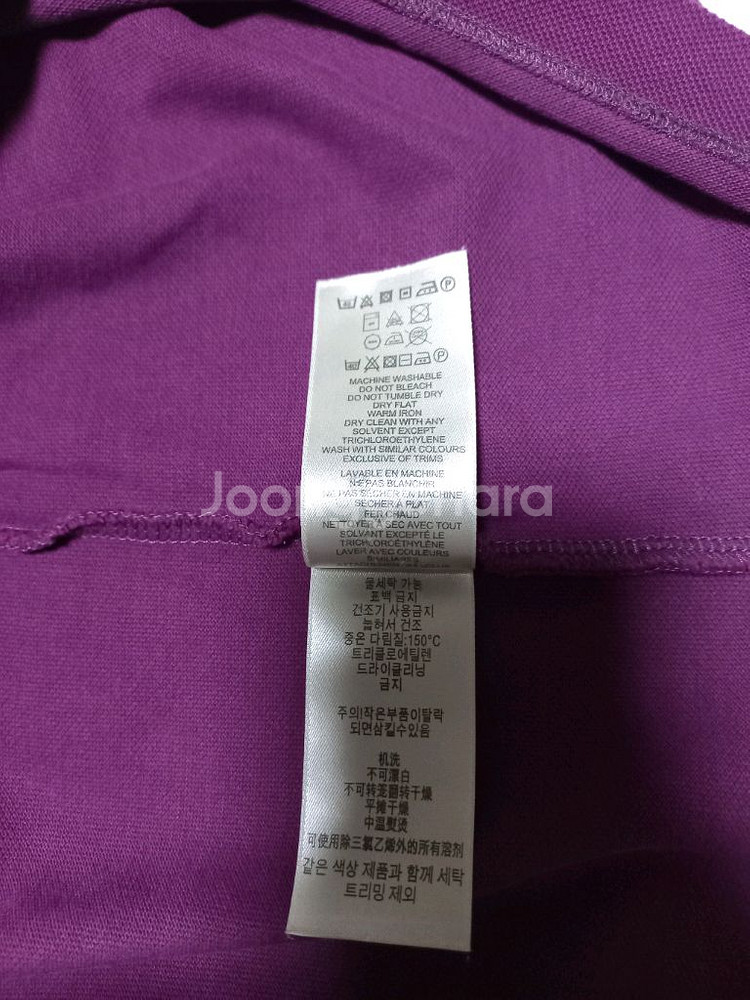 MACHINE WASHABLE
DO NOT BLEACH
DO NOT TUMBLE DRY
DRY FLAT
WARM IRON
DRY CLEAN WITH ANY
SOLVENT EXCEPT
TRICHLOROETHYLENE
WASH WITH SIMILAR COLOURS
EXCLUSIVE OF TRIMS
LAVABLE EN MACHINE
NE PAS BLANCHIR
NE PAS SÉCHER EN MACHINE
SÉCHER À PLAT
FER CHAUD
NETTOYER À SEC AVEC TOUT
SOLVANT EXCEPTÉ LE
TRICHLORÉTHYLÈNE
LAVER AVEC COULEURS
물세탁 가능
표백 금지
건조기 사용금지
눕혀서 건조
중온 다림질:150°C
트리클로에틸렌
드라이클리닝
금지
주의!작은부품이탈락
되면삼킬수있음
机洗
不可漂白
不可转笼翻转干燥
平摊干燥
中温熨烫
可使用除三氯乙烯外的所有溶剂
같은 색상 제품과 함께 세탁
트리밍 제외